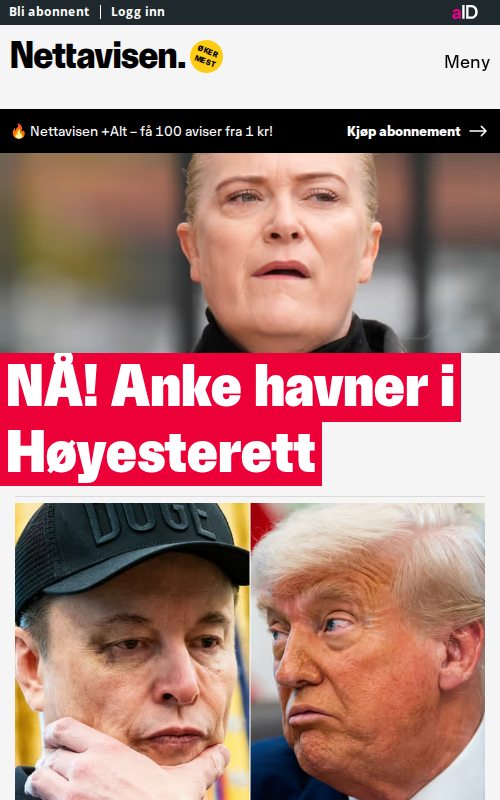 Bli abonnent | Logg inn
aID
Nettavisen.
ØKER
MEST
Meny
🔥 Nettavisen +Alt – få 100 aviser fra 1 kr!
Kjøp abonnement →
NÅ! Anke havner i
Høyesterett
DOGE